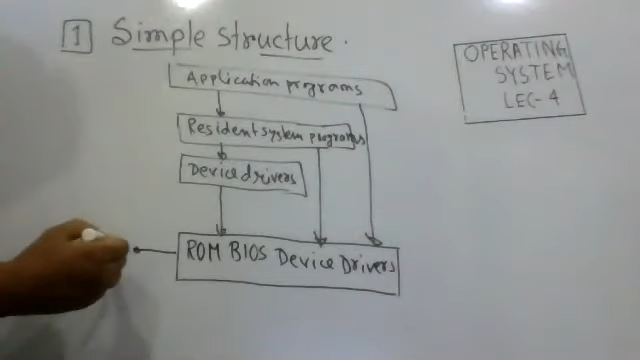 1 Simple Structure.
Application programs
Resident system programs
Device drivers
ROM BIOS Device Drivers
OPERATING
SYSTEM
LEC-4